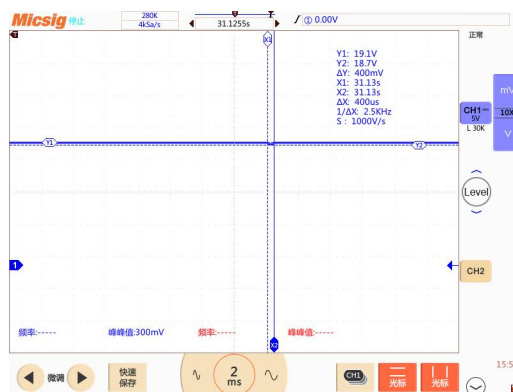 Micsig 停止
280K
4kSa/s
31.1255s
① 0.00V
正常
X1
Y1: 19.1V
Y2: 18.7V
ΔY: 400mV
X1: 31.13s
X2: 31.13s
ΔX: 400us
1/ΔX: 2.5KHz
S : 1000V/s
mV
CH1
5V
10X
L 30K
V
Y1
Y2
Level
1
CH2
频率:-----
峰峰值:300mV
频率:-----
峰峰值:-----
X2
微调
快速
保存
2
ms
CH1
光标
光标
15:5